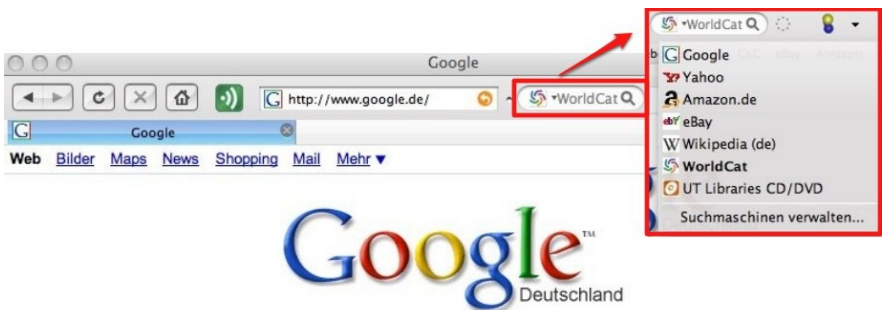 Google
http://www.google.de/
WorldCat
Google
Web Bilder Maps News Shopping Mail Mehr
Google™
Deutschland
WorldCat
Google
Yahoo
Amazon.de
eBay
Wikipedia (de)
WorldCat
UT Libraries CD/DVD
Suchmaschinen verwalten...